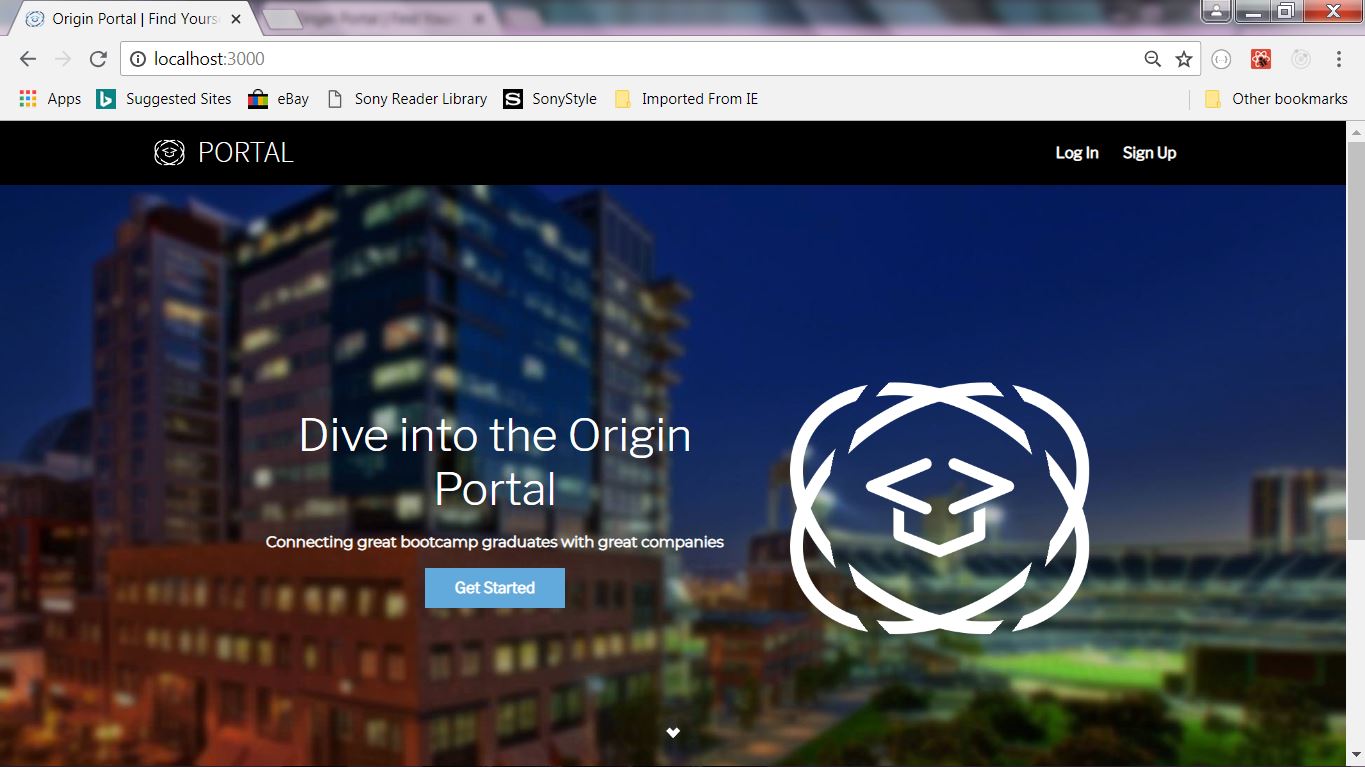 Origin Portal | Find Yours
localhost:3000
Apps
Suggested Sites
eBay
Sony Reader Library
S
SonyStyle
Imported From IE
Other bookmarks
PORTAL
Log In
Sign Up
Dive into the Origin
Portal
Connecting great bootcamp graduates with great companies
Get Started